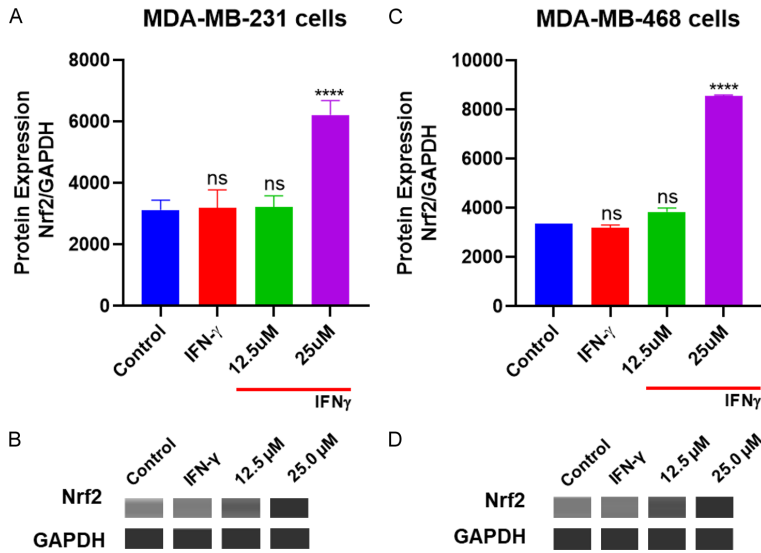 A
MDA-MB-231 cells
Protein Expression
Nrf2/GAPDH
8000
6000
4000
2000
0
ns
ns
****
Control
IFN-γ
12.5uM
25uM
IFNγ
C
MDA-MB-468 cells
Protein Expression
Nrf2/GAPDH
10000
8000
6000
4000
2000
0
ns
ns
****
Control
IFN-γ
12.5uM
25uM
IFNγ
B
Control
IFN-γ
12.5 µM
25.0 µM
Nrf2
GAPDH
D
Control
IFN-γ
12.5 µM
25.0 µM
Nrf2
GAPDH